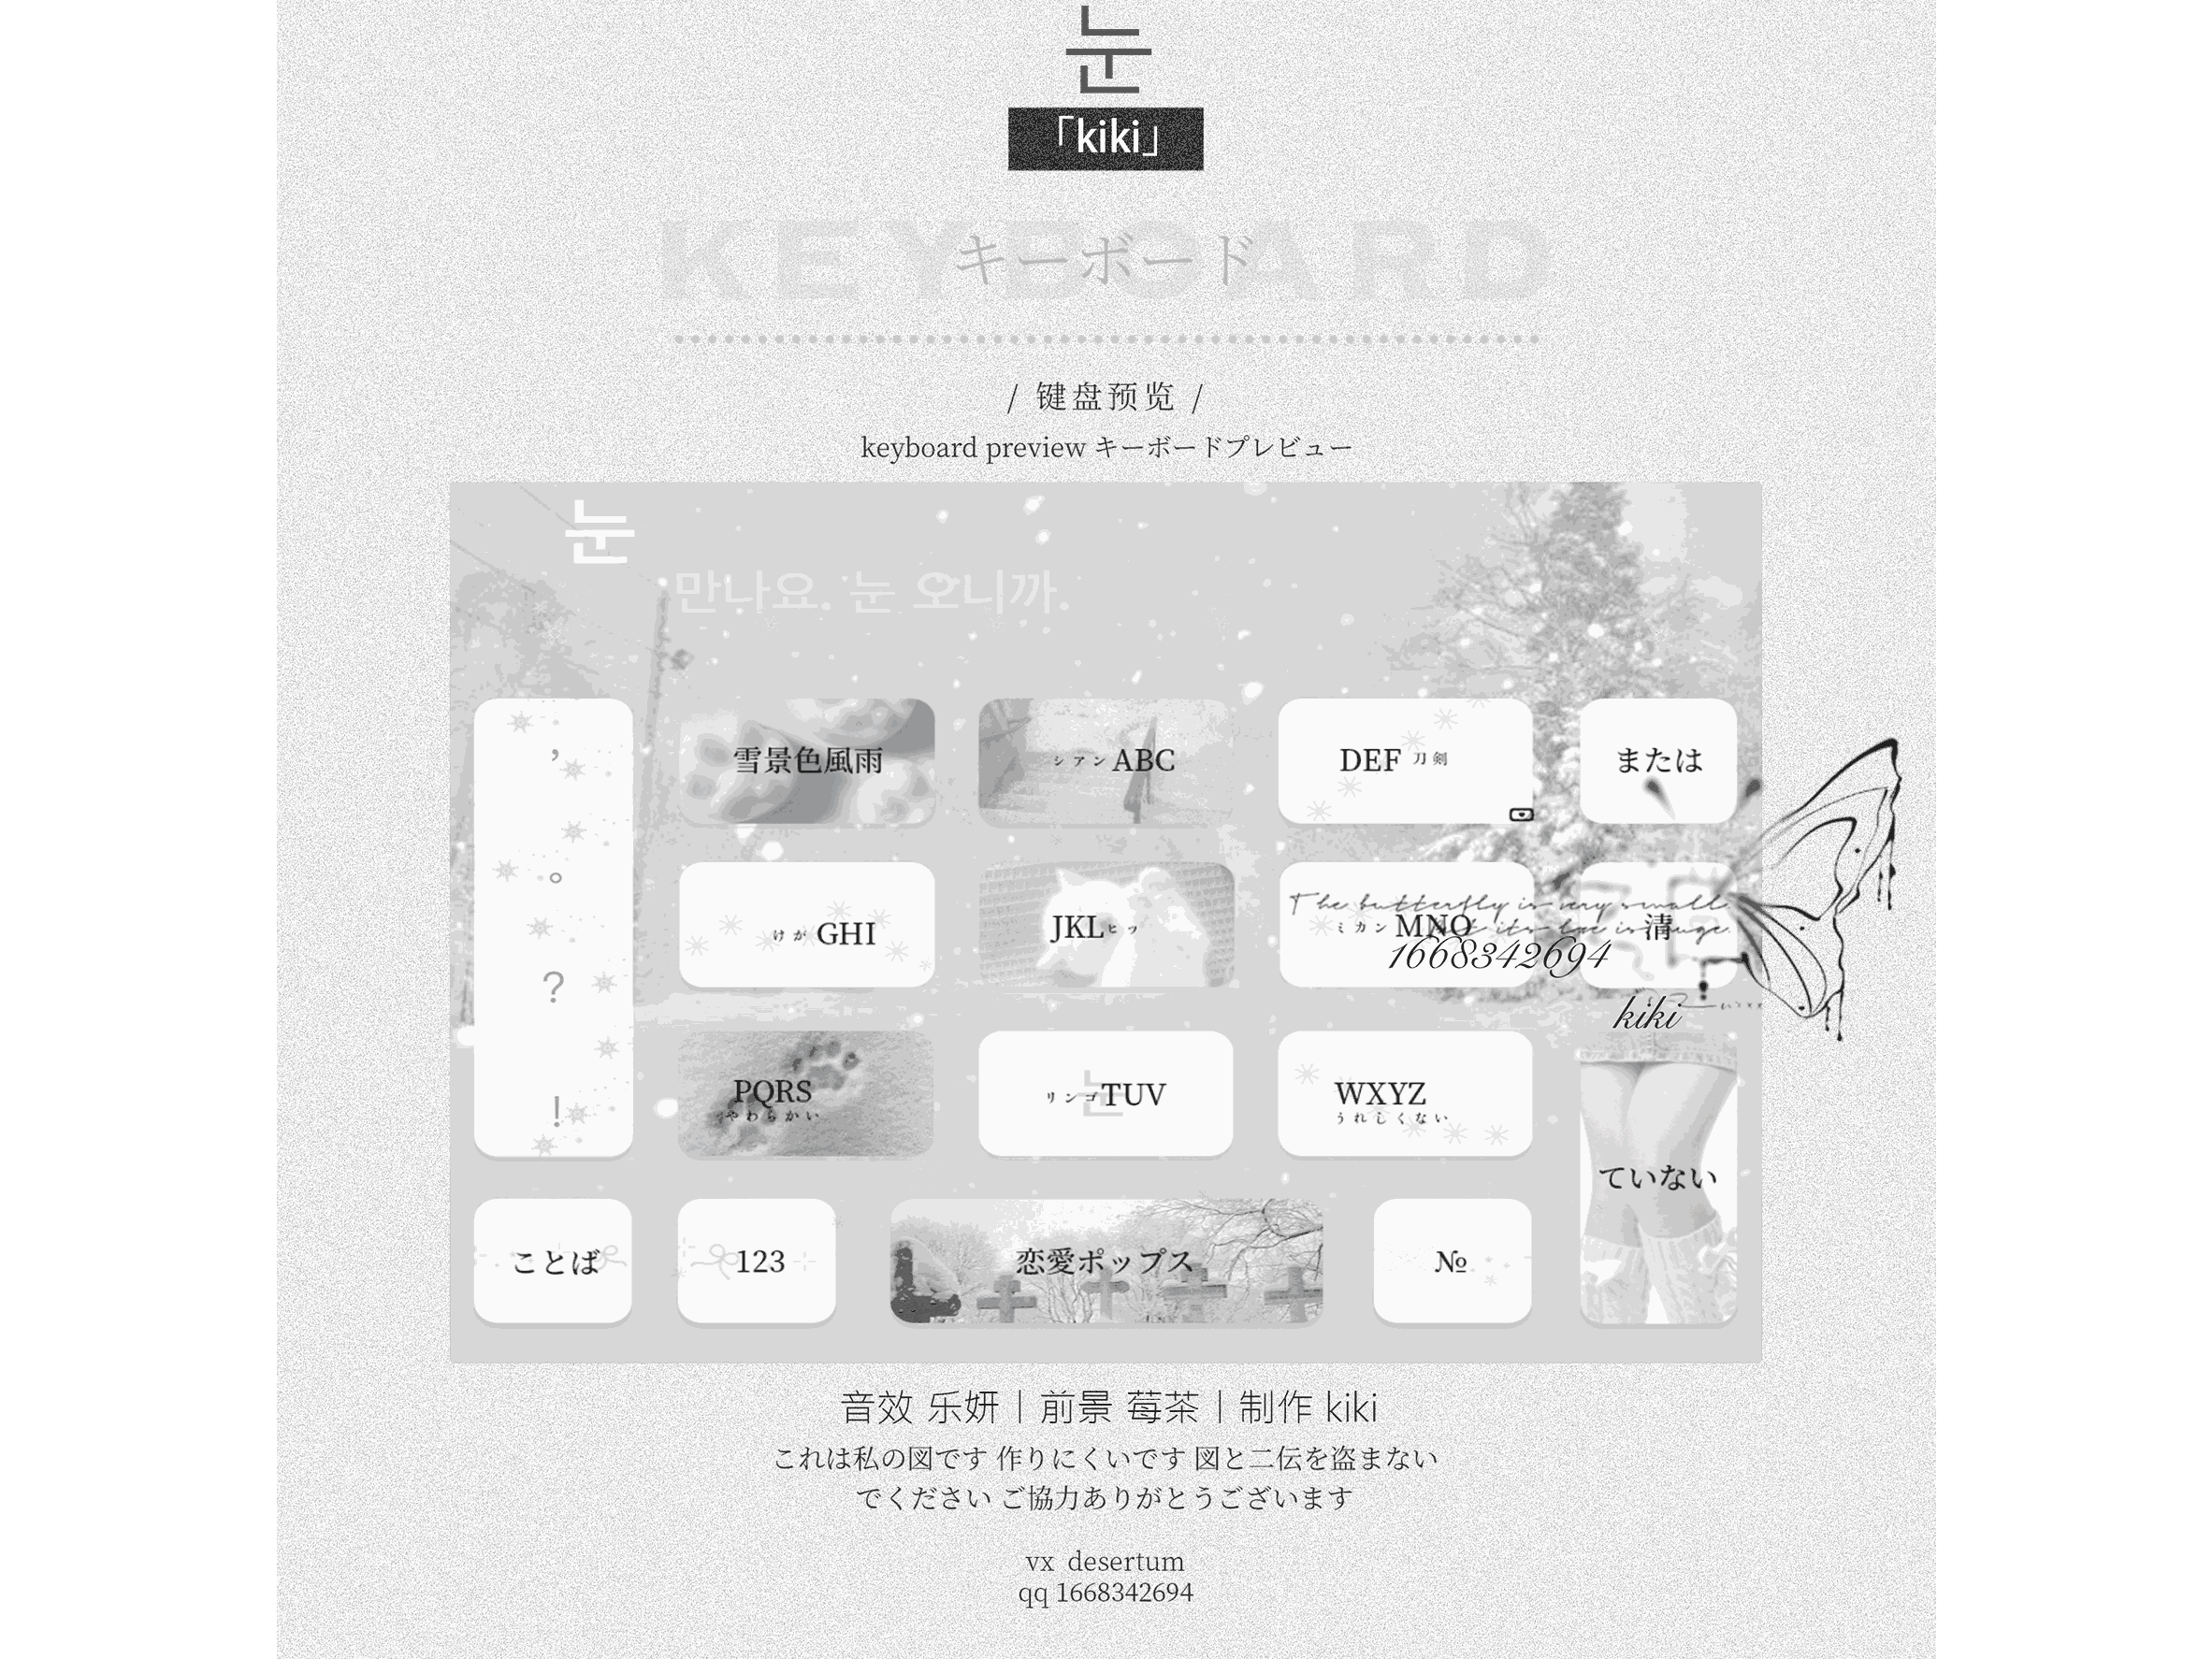 눈
「kiki」
KEYBOARD
キーボード
/ 键盘预览 /
keyboard preview キーボードプレビュー
눈
만나요. 눈 오니까.
,
。
?
!
雪景色風雨
シアン ABC
DEF 刀剣
または
けが GHI
JKL ヒッ
The butterfly is very small
ミカン MNO
清
1668342694
kiki
PQRS
やわらかい
눈
リンゴ TUV
WXYZ
うれしくない
ていない
ことば
123
恋愛ポップス
№
音效 乐妍｜前景 莓茶｜制作 kiki
これは私の図です 作りにくいです 図と二伝を盗まない
でください ご協力ありがとうございます
vx desertum
qq 1668342694